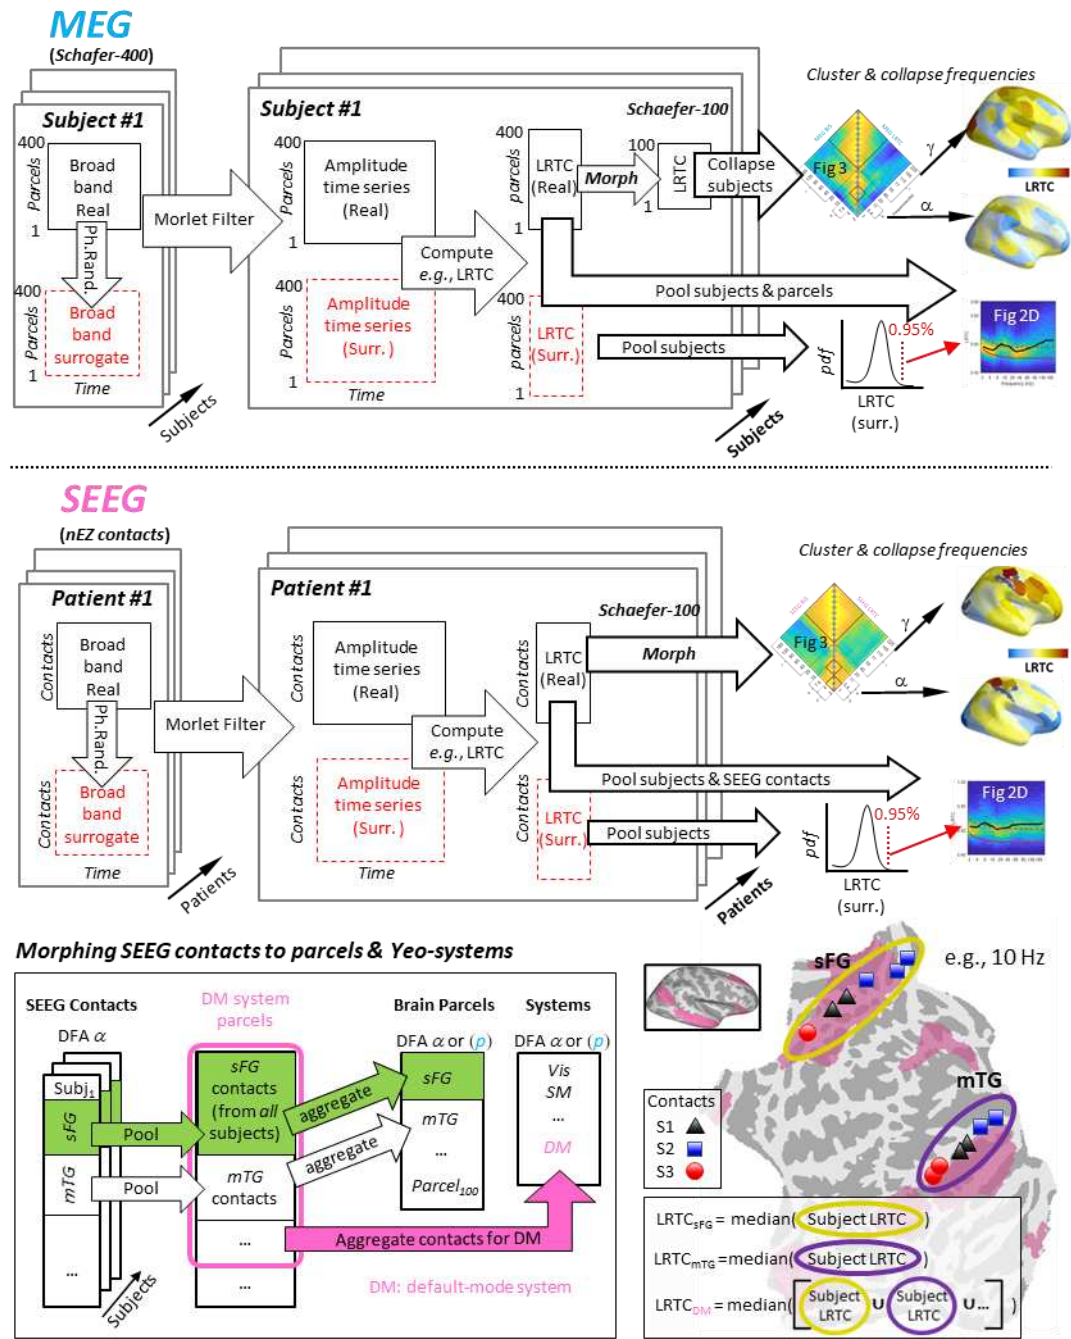 MEG
(Schafer-400)
Subject #1
400
Parcels
1
Broad
band
Real
Ph.Rand.
400
Parcels
1
Broad
band
surrogate
Time
Subjects
Morlet Filter
Subject #1
400
Parcels
1
Amplitude
time series
(Real)
400
Parcels
1
Amplitude
time series
(Surr.)
Time
Compute
e.g., LRTC
400
parcels
1
LRTC
(Real)
400
parcels
1
LRTC
(Surr.)
Morph
Schaefer-100
100
1
LRTC
Collapse
subjects
Subjects
Pool subjects & parcels
Pool subjects
Cluster & collapse frequencies
Fig 3
γ
α
LRTC
pdf
0.95%
LRTC
(surr.)
Fig 2D
SEEG
(nEZ contacts)
Patient #1
Contacts
Broad
band
Real
Ph.Rand.
Contacts
Broad
band
surrogate
Time
Patients
Morlet Filter
Patient #1
Contacts
Amplitude
time series
(Real)
Contacts
Amplitude
time series
(Surr.)
Time
Compute
e.g., LRTC
Contacts
LRTC
(Real)
Contacts
LRTC
(Surr.)
Schaefer-100
Morph
Patients
Pool subjects & SEEG contacts
Pool subjects
Cluster & collapse frequencies
Fig 3
γ
α
LRTC
pdf
0.95%
LRTC
(surr.)
Fig 2D
Morphing SEEG contacts to parcels & Yeo-systems
SEEG Contacts
DFA α
Subj1
sFG
mTG
...
Subjects
Pool
Pool
DM system
parcels
sFG
contacts
(from all
subjects)
mTG
contacts
...
...
aggregate
aggregate
Brain Parcels
DFA α or (p)
sFG
mTG
...
Parcel100
Systems
DFA α or (p)
Vis
SM
...
DM
Aggregate contacts for DM
DM: default-mode system
sFG
e.g., 10 Hz
mTG
Contacts
S1
S2
S3
LRTCsFG = median( Subject LRTC )
LRTCmTG =median( Subject LRTC )
LRTCDM = median([ Subject LRTC U Subject LRTC U... ])